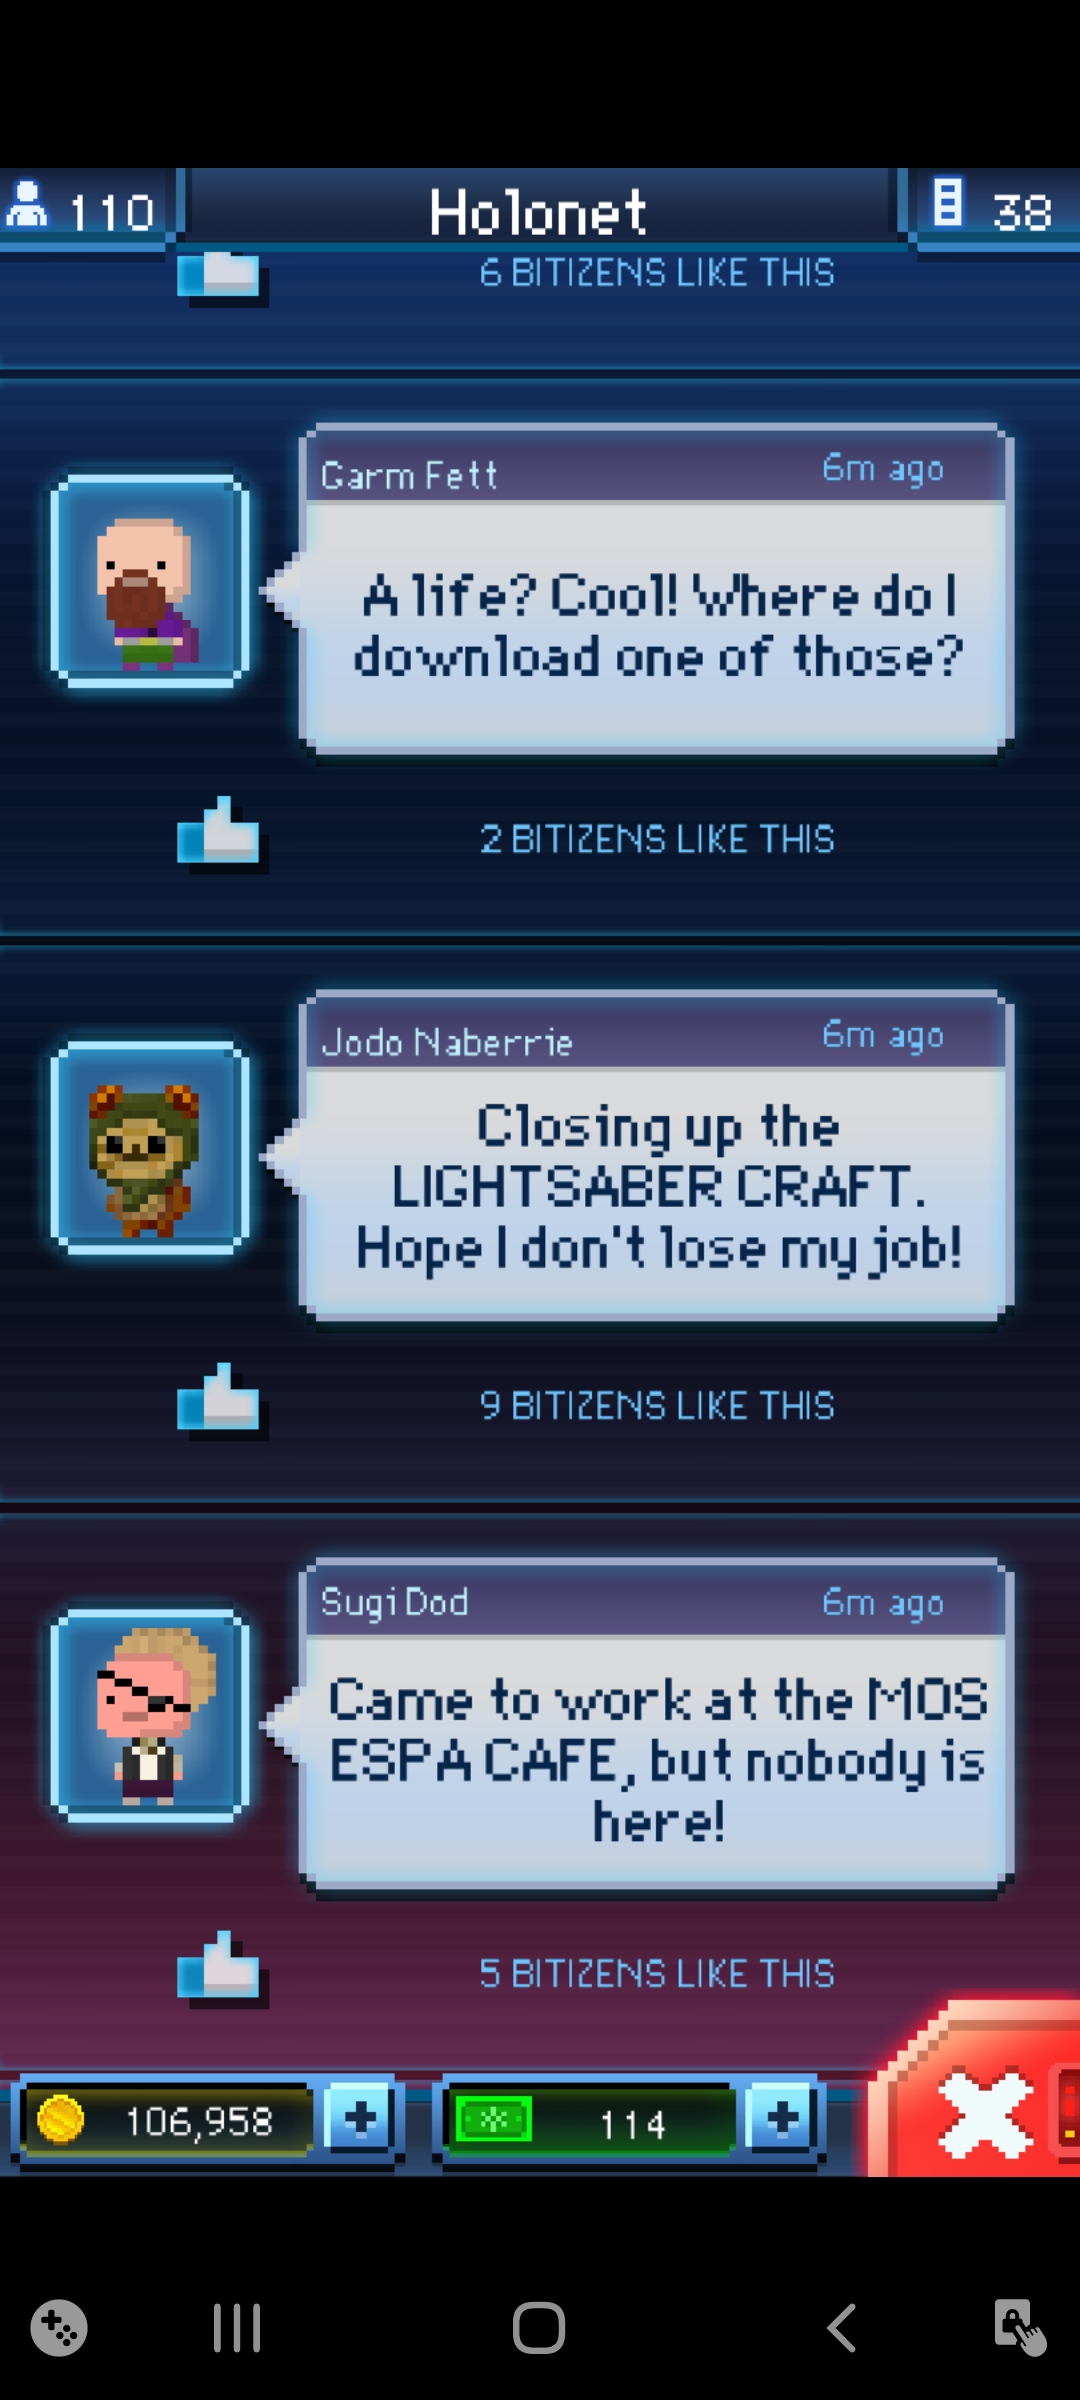 110
Holonet
38
6 BITIZENS LIKE THIS
Garm Fett
6m ago
A life? Cool! Where do I
download one of those?
2 BITIZENS LIKE THIS
Jodo Naberrie
6m ago
Closing up the
LIGHTSABER CRAFT.
Hope I don't lose my job!
9 BITIZENS LIKE THIS
Sugi Dod
6m ago
Came to work at the MOS
ESPA CAFE, but nobody is
here!
5 BITIZENS LIKE THIS
106,958
114